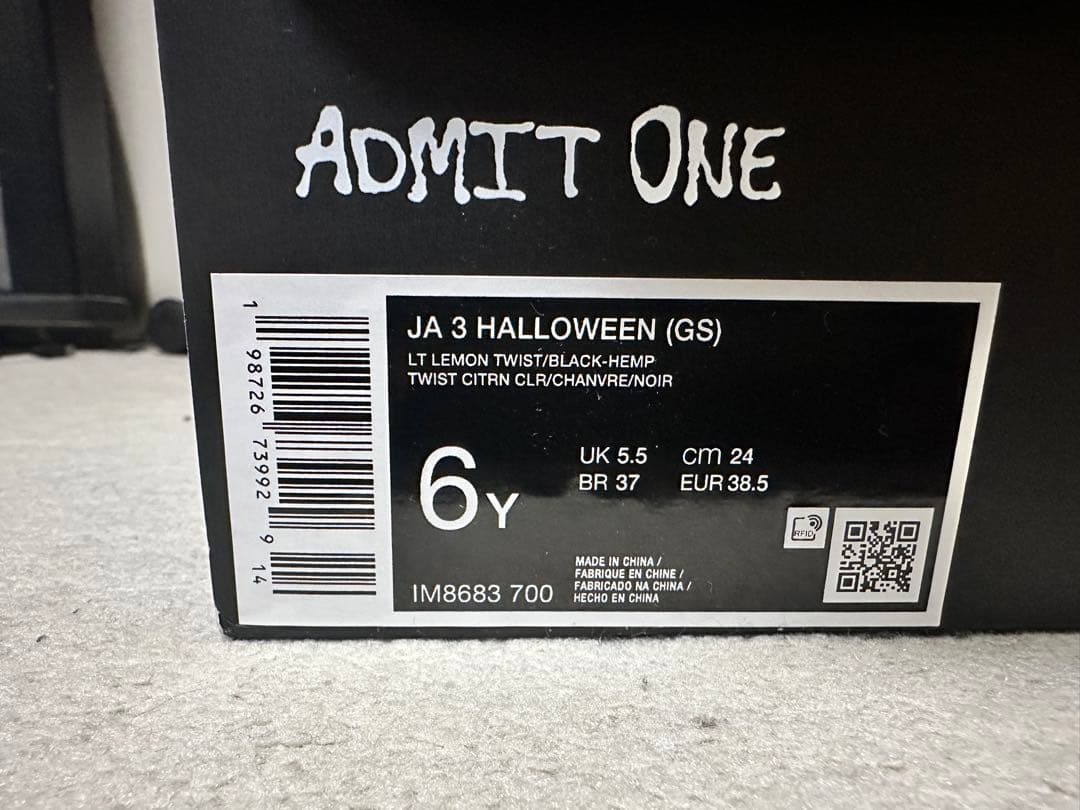 ADMIT ONE
1 98726 73992 9 14
JA 3 HALLOWEEN (GS)
LT LEMON TWIST/BLACK-HEMP
TWIST CITRN CLR/CHANVRE/NOIR
6Y
UK 5.5 cm 24
BR 37 EUR 38.5
RFID
IM8683 700
MADE IN CHINA /
FABRIQUE EN CHINE /
FABRICADO NA CHINA /
HECHO EN CHINA